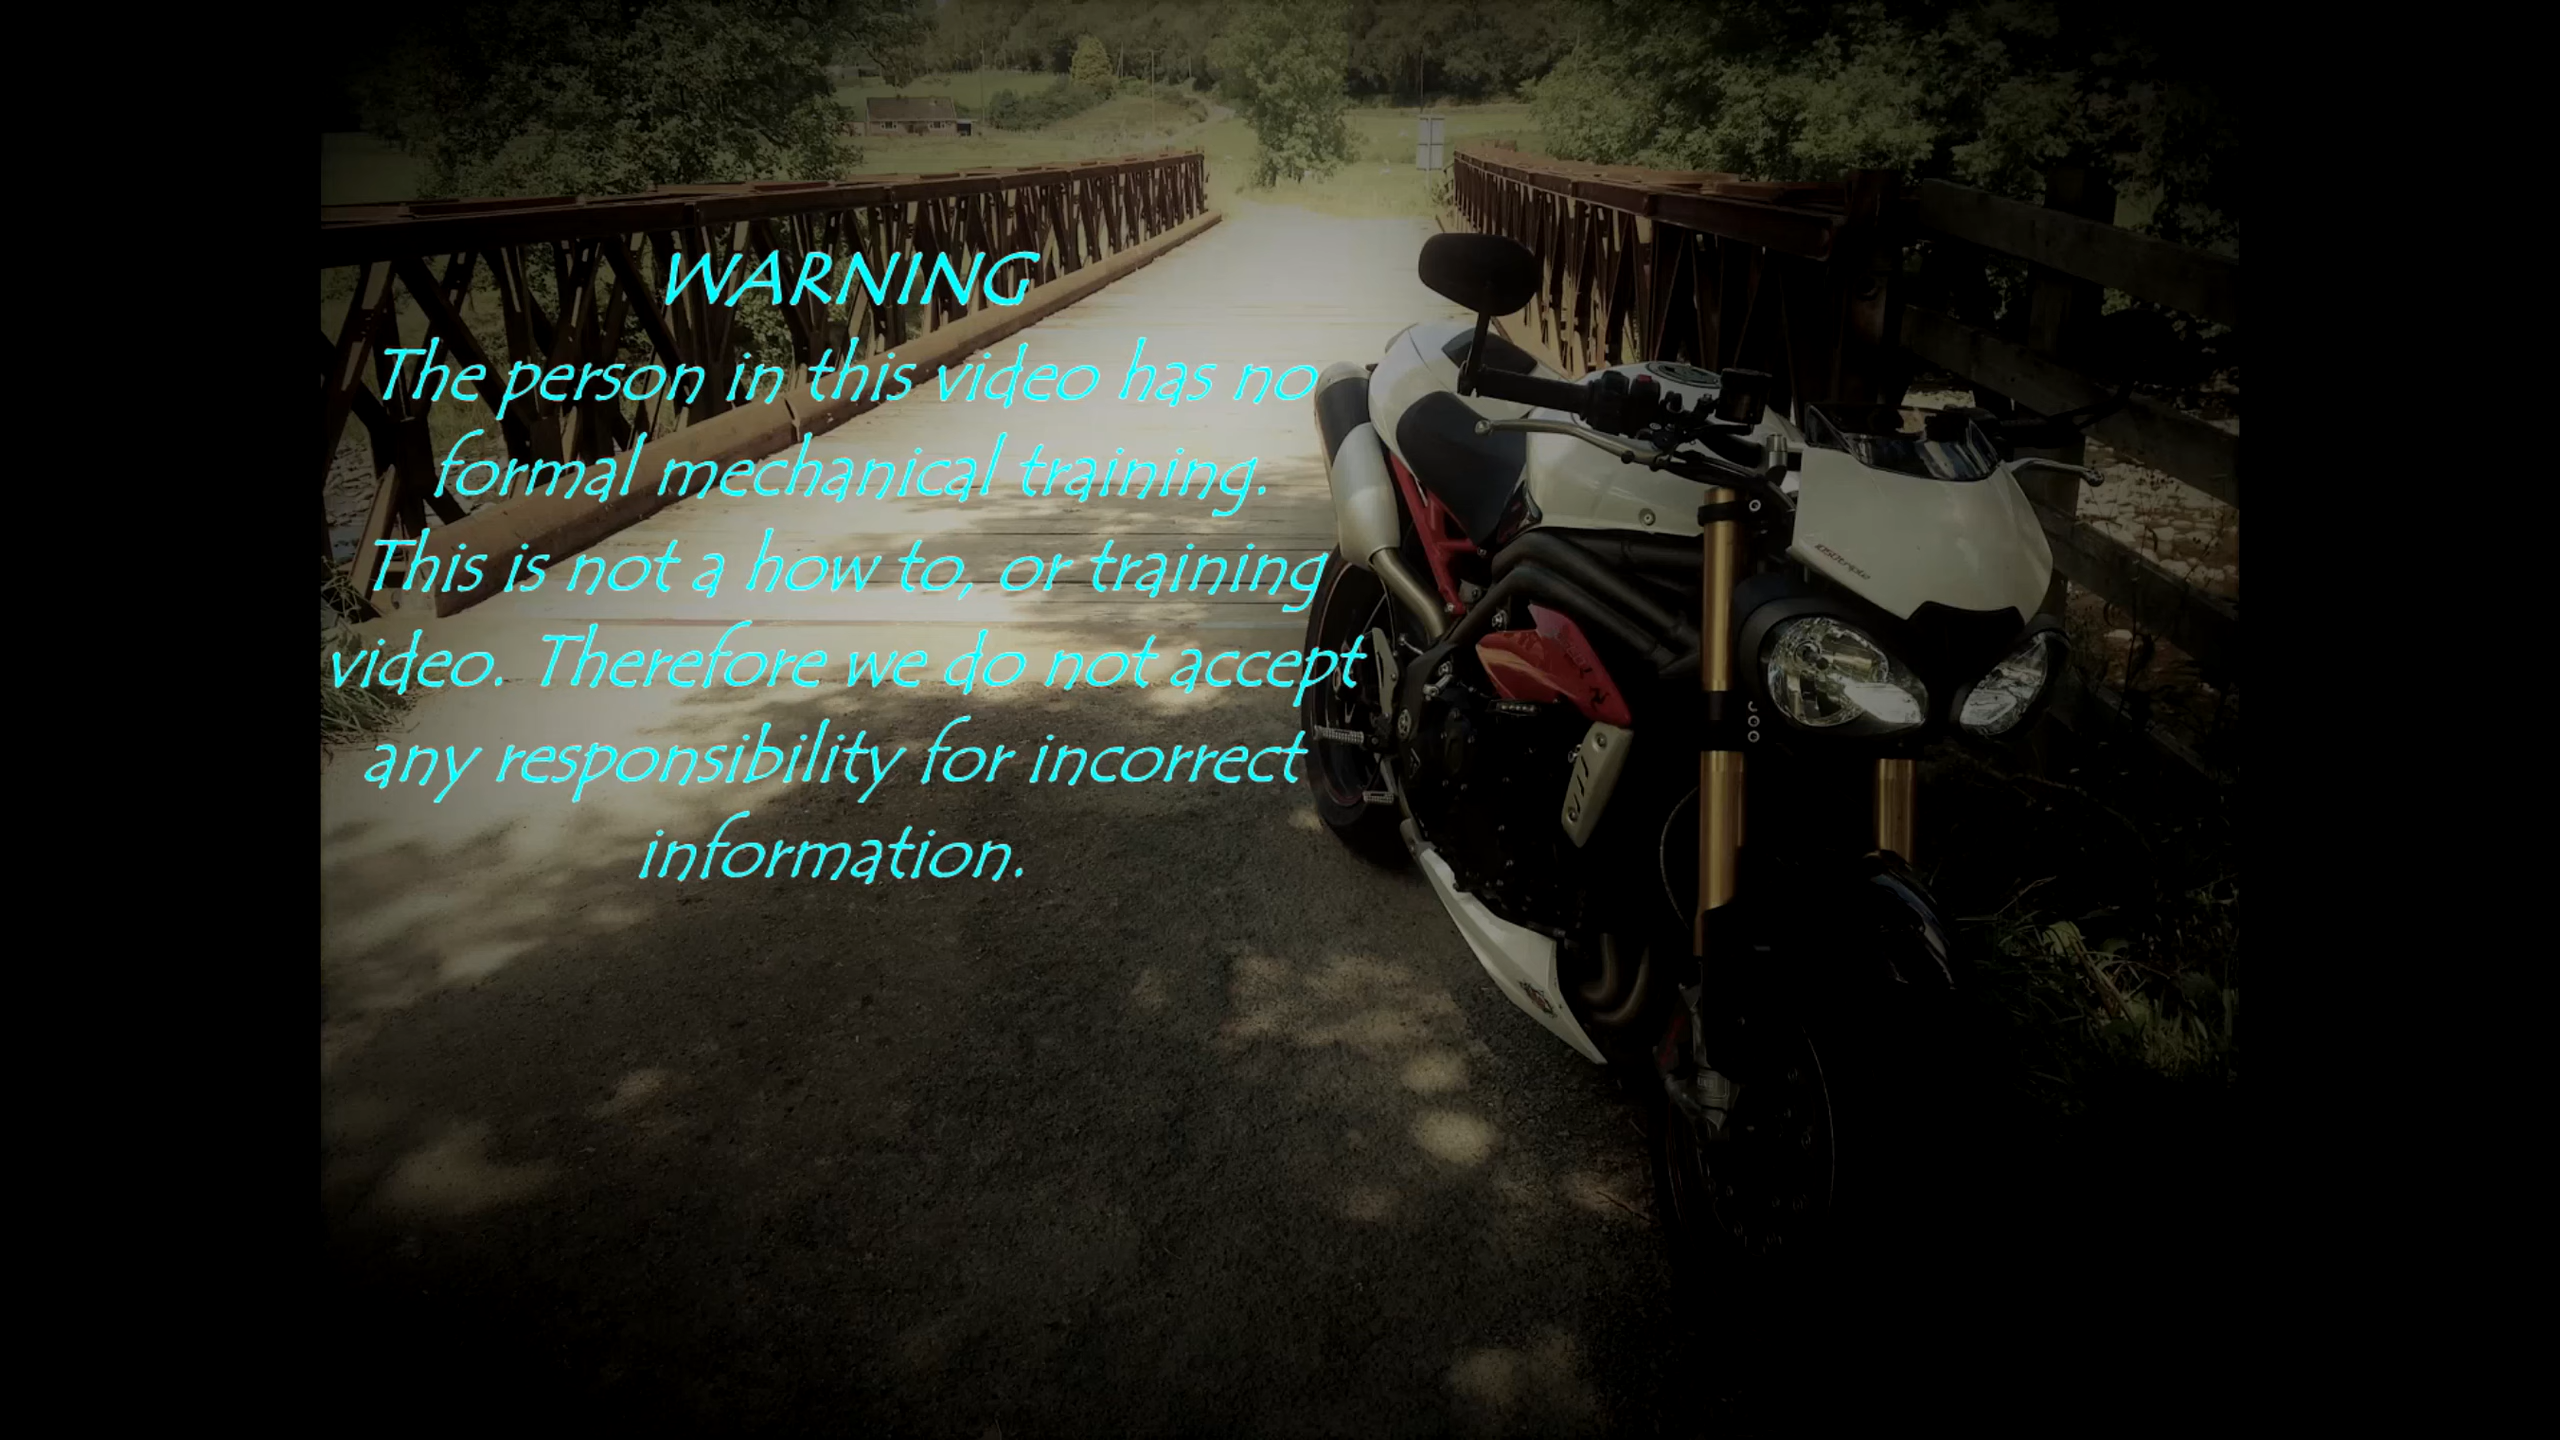 WARNING
The person in this video has no
formal mechanical training.
This is not a how to, or training
video. Therefore we do not accept
any responsibility for incorrect
information.
1050triple